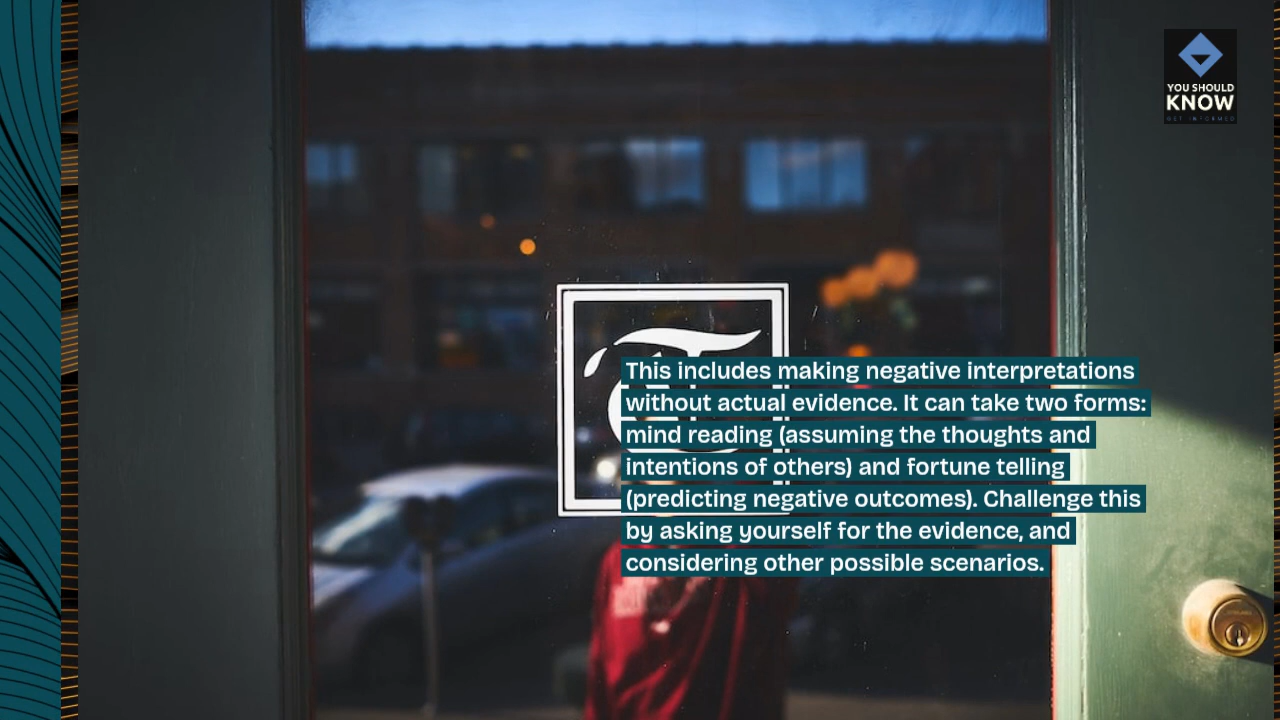 YOU SHOULD
KNOW
GET INFORMED
T
This includes making negative interpretations
without actual evidence. It can take two forms:
mind reading (assuming the thoughts and
intentions of others) and fortune telling
(predicting negative outcomes). Challenge this
by asking yourself for the evidence, and
considering other possible scenarios.